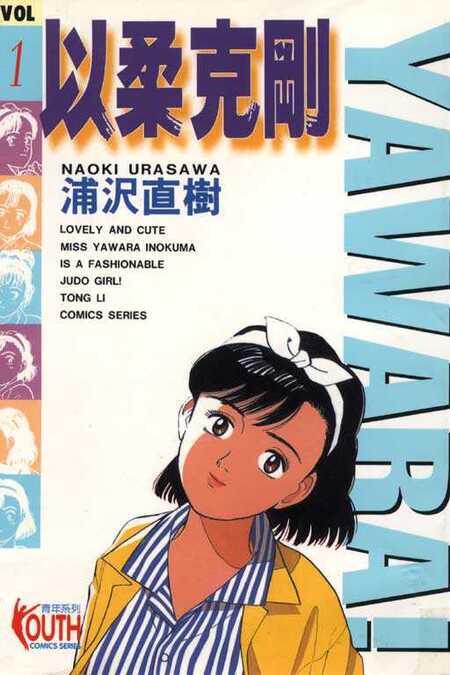 VOL
1
以柔克剛
NAOKI URASAWA
浦沢直樹
LOVELY AND CUTE
MISS YAWARA INOKUMA
IS A FASHIONABLE
JUDO GIRL!
TONG LI
COMICS SERIES
YAWARA!
青年系列
YOUTH
COMICS SERIES